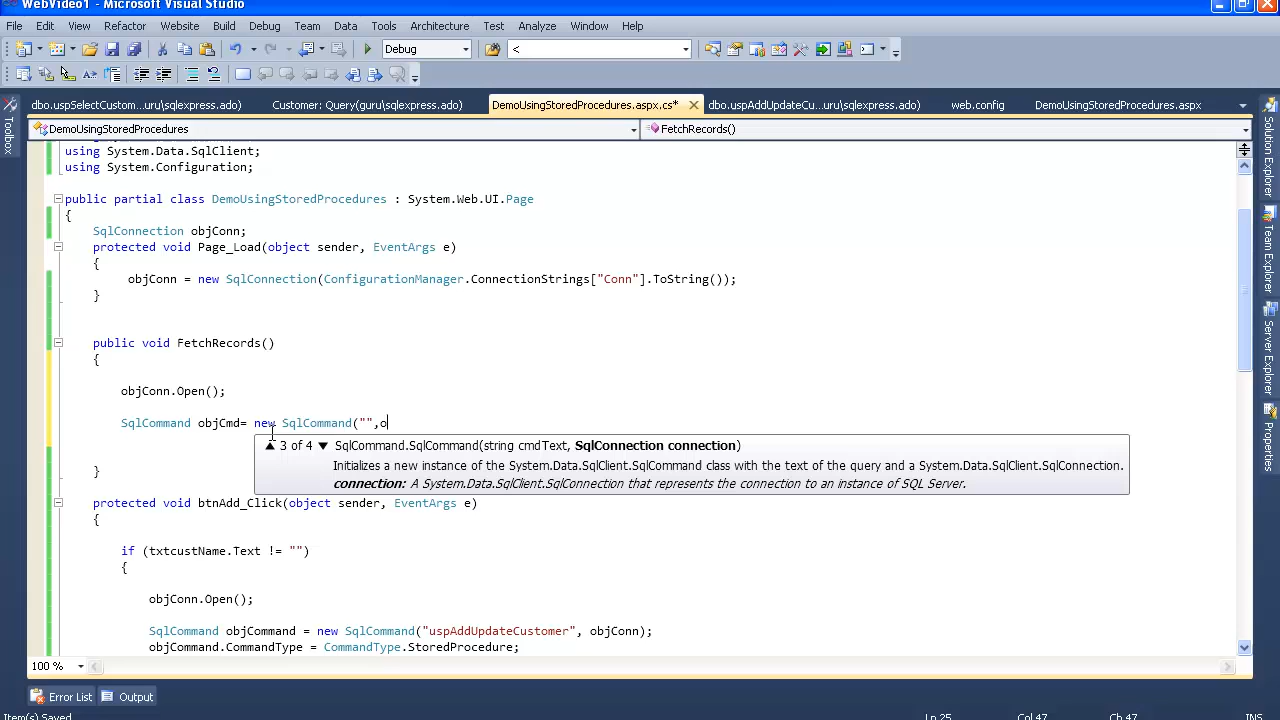 WebVideo1 - Microsoft Visual Studio
File Edit View Refactor Website Build Debug Team Data Tools Architecture Test Analyze Window Help
Debug <
dbo.uspSelectCustom...uru\sqlexpress.ado) Customer: Query(guru\sqlexpress.ado) DemoUsingStoredProcedures.aspx.cs* dbo.uspAddUpdateCu...uru\sqlexpress.ado) web.config DemoUsingStoredProcedures.aspx
DemoUsingStoredProcedures FetchRecords()
Toolbox
Solution Explorer
Team Explorer
Server Explorer
Properties
using System.Data.SqlClient;
using System.Configuration;
public partial class DemoUsingStoredProcedures : System.Web.UI.Page
{
SqlConnection objConn;
protected void Page_Load(object sender, EventArgs e)
{
objConn = new SqlConnection(ConfigurationManager.ConnectionStrings["Conn"].ToString());
}
public void FetchRecords()
{
objConn.Open();
SqlCommand objCmd= new SqlCommand("",o
3 of 4 SqlCommand.SqlCommand(string cmdText, SqlConnection connection)
Initializes a new instance of the System.Data.SqlClient.SqlCommand class with the text of the query and a System.Data.SqlClient.SqlConnection.
connection: A System.Data.SqlClient.SqlConnection that represents the connection to an instance of SQL Server.
}
protected void btnAdd_Click(object sender, EventArgs e)
{
if (txtcustName.Text != "")
{
objConn.Open();
SqlCommand objCommand = new SqlCommand("uspAddUpdateCustomer", objConn);
objCommand.CommandType = CommandType.StoredProcedure;
100 %
Error List Output
Item(s) Saved Ln 25 Col 47 Ch 47 INS